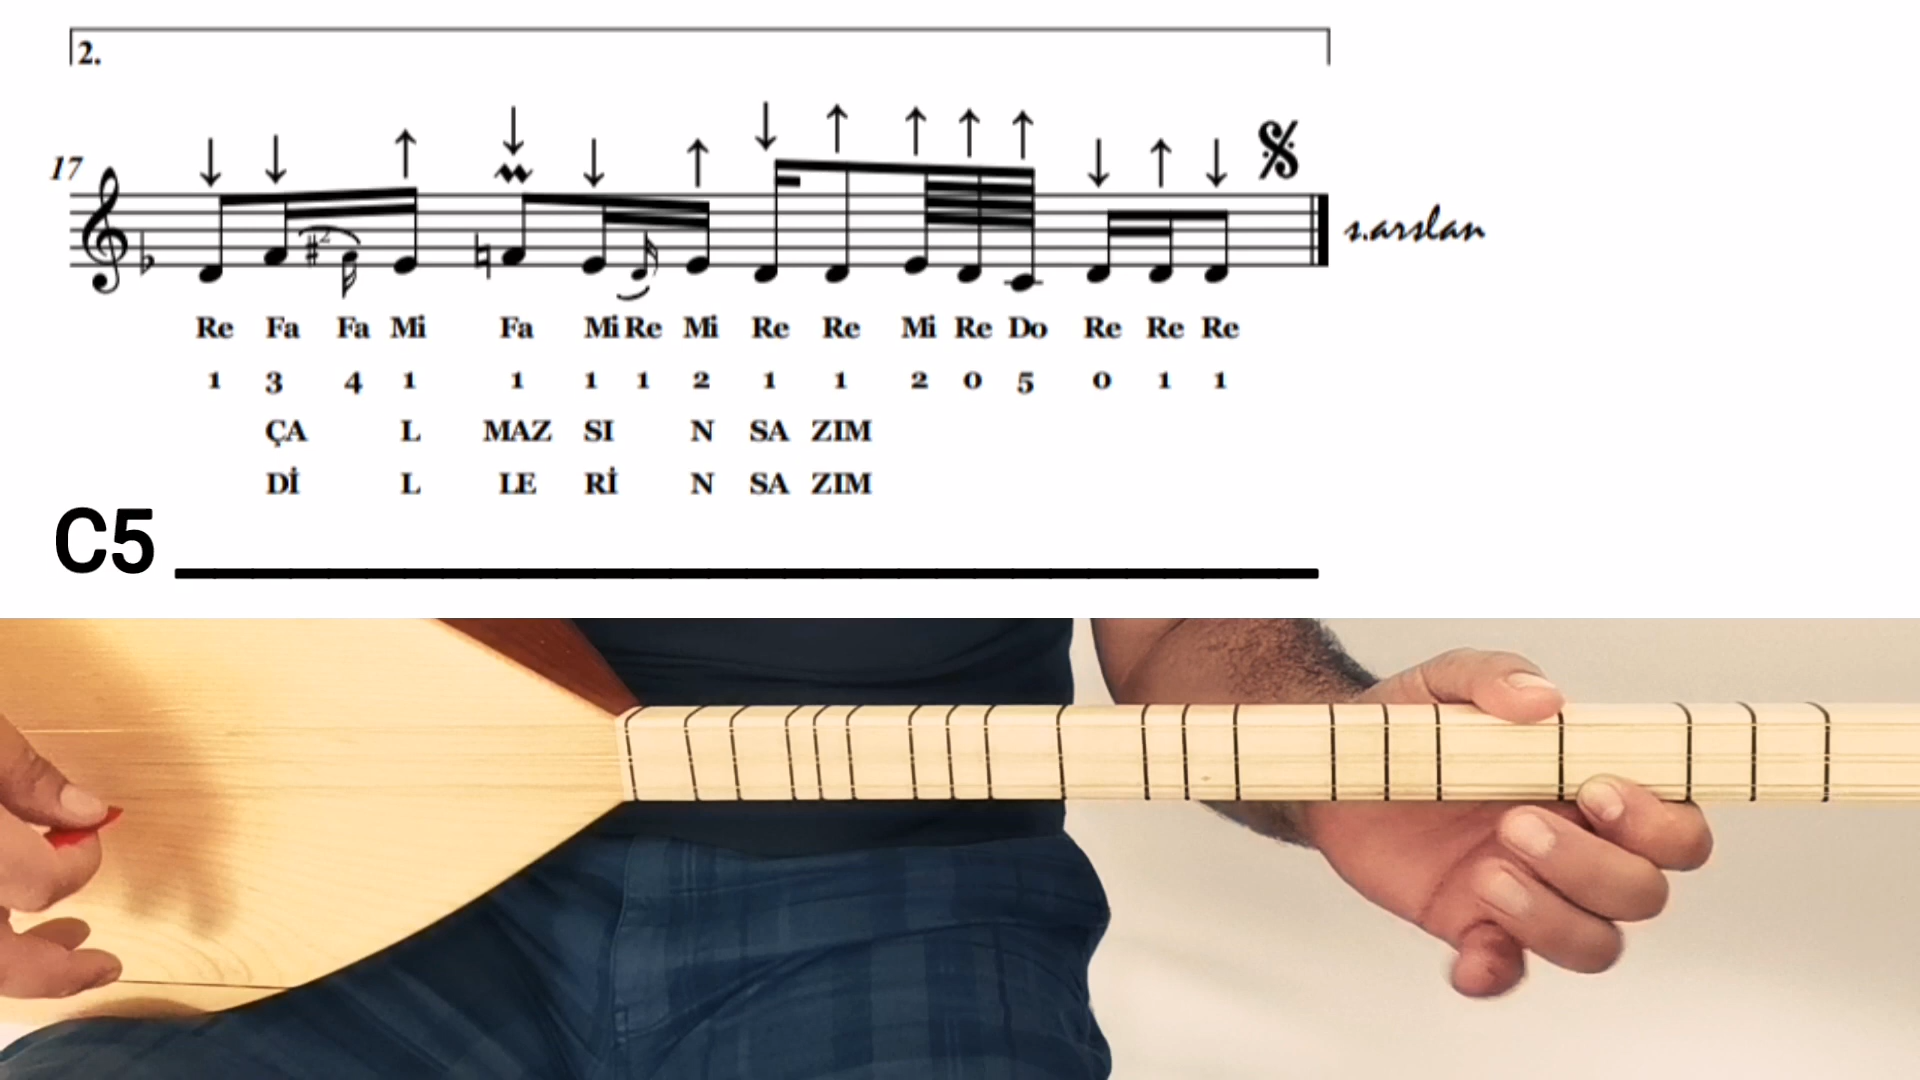 2.
17
#2
s.arslan
Re Fa Fa Mi Fa Mi Re Mi Re Re Mi Re Do Re Re Re
1 3 4 1 1 1 1 2 1 1 2 0 5 0 1 1
ÇA L MAZ SI N SA ZIM
Dİ L LE Rİ N SA ZIM
C5